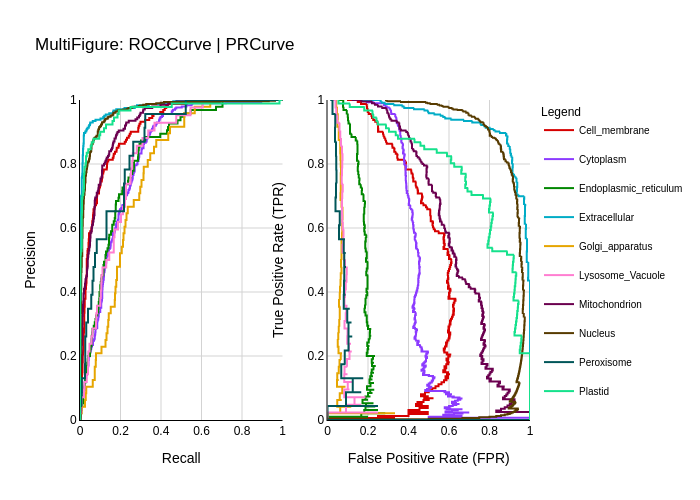 MultiFigure: ROCCurve | PRCurve
Precision
1
0.8
0.6
0.4
0.2
0
0 0.2 0.4 0.6 0.8 1
Recall
True Positive Rate (TPR)
1
0.8
0.6
0.4
0.2
0
0 0.2 0.4 0.6 0.8 1
False Positive Rate (FPR)
Legend
Cell_membrane
Cytoplasm
Endoplasmic_reticulum
Extracellular
Golgi_apparatus
Lysosome_Vacuole
Mitochondrion
Nucleus
Peroxisome
Plastid